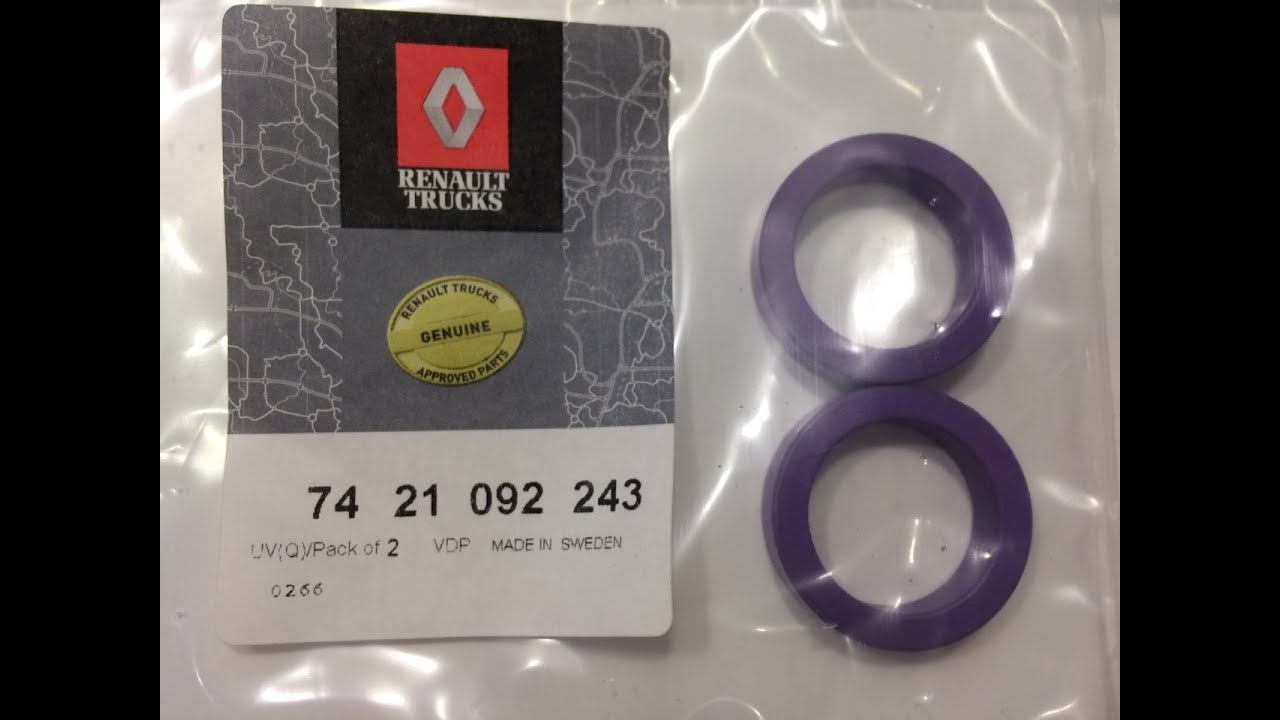 RENAULT
TRUCKS
RENAULT TRUCKS
GENUINE
APPROVED PARTS
74 21 092 243
UV(Q)/Pack of 2 VDP MADE IN SWEDEN
0266